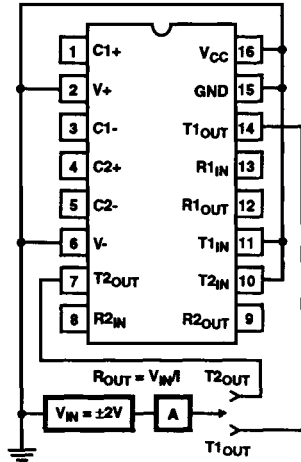 1 C1+ VCC 16
2 V+ GND 15
3 C1- T1OUT 14
4 C2+ R1IN 13
5 C2- R1OUT 12
6 V- T1IN 11
7 T2OUT T2IN 10
8 R2IN R2OUT 9
ROUT = VIN/I T2OUT
VIN = ±2V A
T1OUT